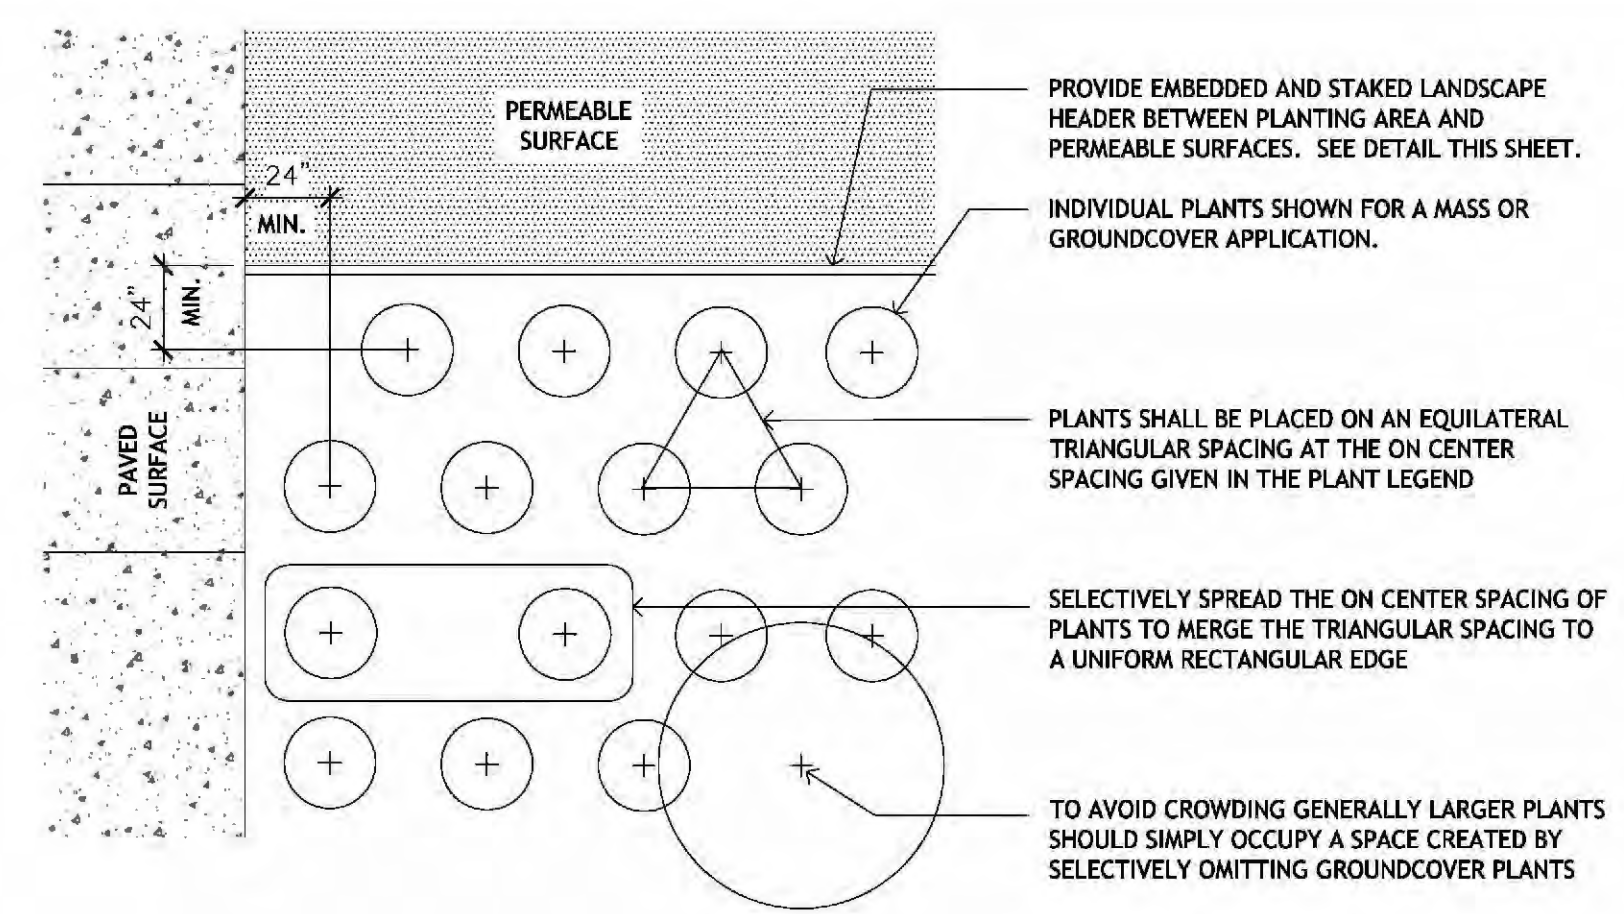 PERMEABLE
SURFACE
24"
MIN.
24"
MIN.
PAVED
SURFACE
PROVIDE EMBEDDED AND STAKED LANDSCAPE
HEADER BETWEEN PLANTING AREA AND
PERMEABLE SURFACES. SEE DETAIL THIS SHEET.
INDIVIDUAL PLANTS SHOWN FOR A MASS OR
GROUNDCOVER APPLICATION.
PLANTS SHALL BE PLACED ON AN EQUILATERAL
TRIANGULAR SPACING AT THE ON CENTER
SPACING GIVEN IN THE PLANT LEGEND
SELECTIVELY SPREAD THE ON CENTER SPACING OF
PLANTS TO MERGE THE TRIANGULAR SPACING TO
A UNIFORM RECTANGULAR EDGE
TO AVOID CROWDING GENERALLY LARGER PLANTS
SHOULD SIMPLY OCCUPY A SPACE CREATED BY
SELECTIVELY OMITTING GROUNDCOVER PLANTS